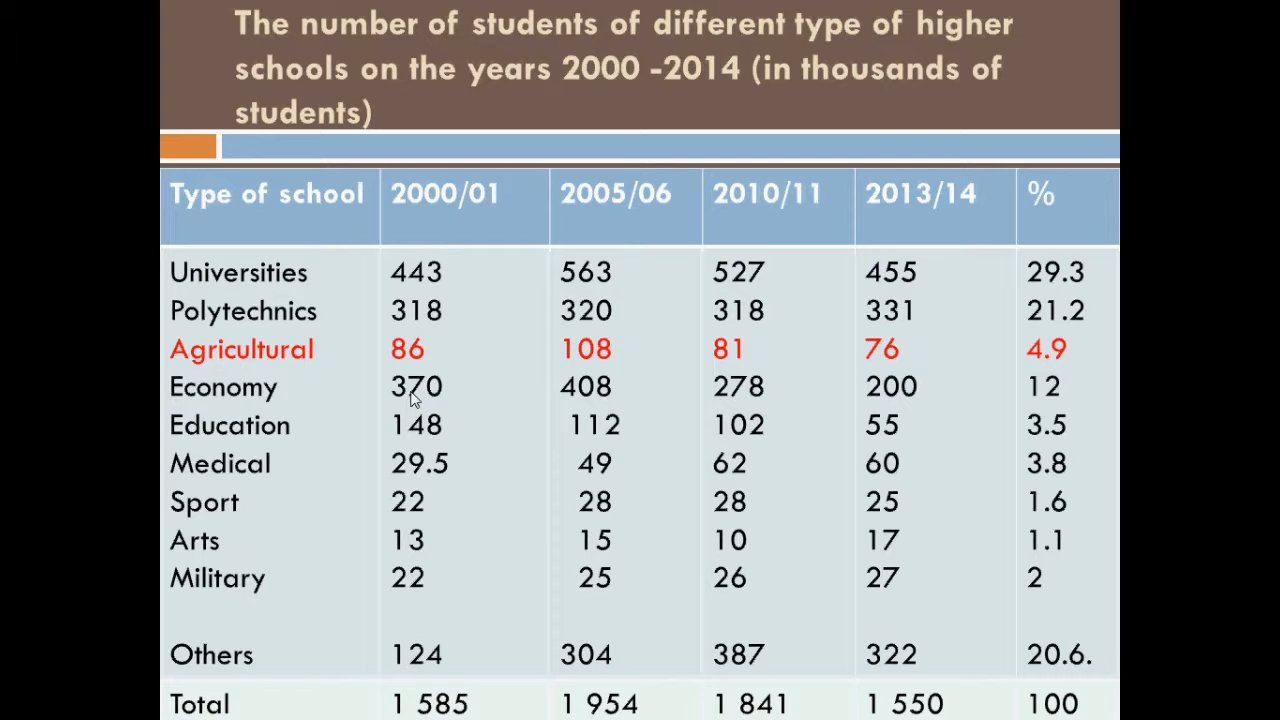 The number of students of different type of higher
schools on the years 2000 -2014 (in thousands of
students)
Type of school 2000/01 2005/06 2010/11 2013/14 %
Universities 443 563 527 455 29.3
Polytechnics 318 320 318 331 21.2
Agricultural 86 108 81 76 4.9
Economy 370 408 278 200 12
Education 148 112 102 55 3.5
Medical 29.5 49 62 60 3.8
Sport 22 28 28 25 1.6
Arts 13 15 10 17 1.1
Military 22 25 26 27 2
Others 124 304 387 322 20.6.
Total 1 585 1 954 1 841 1 550 100